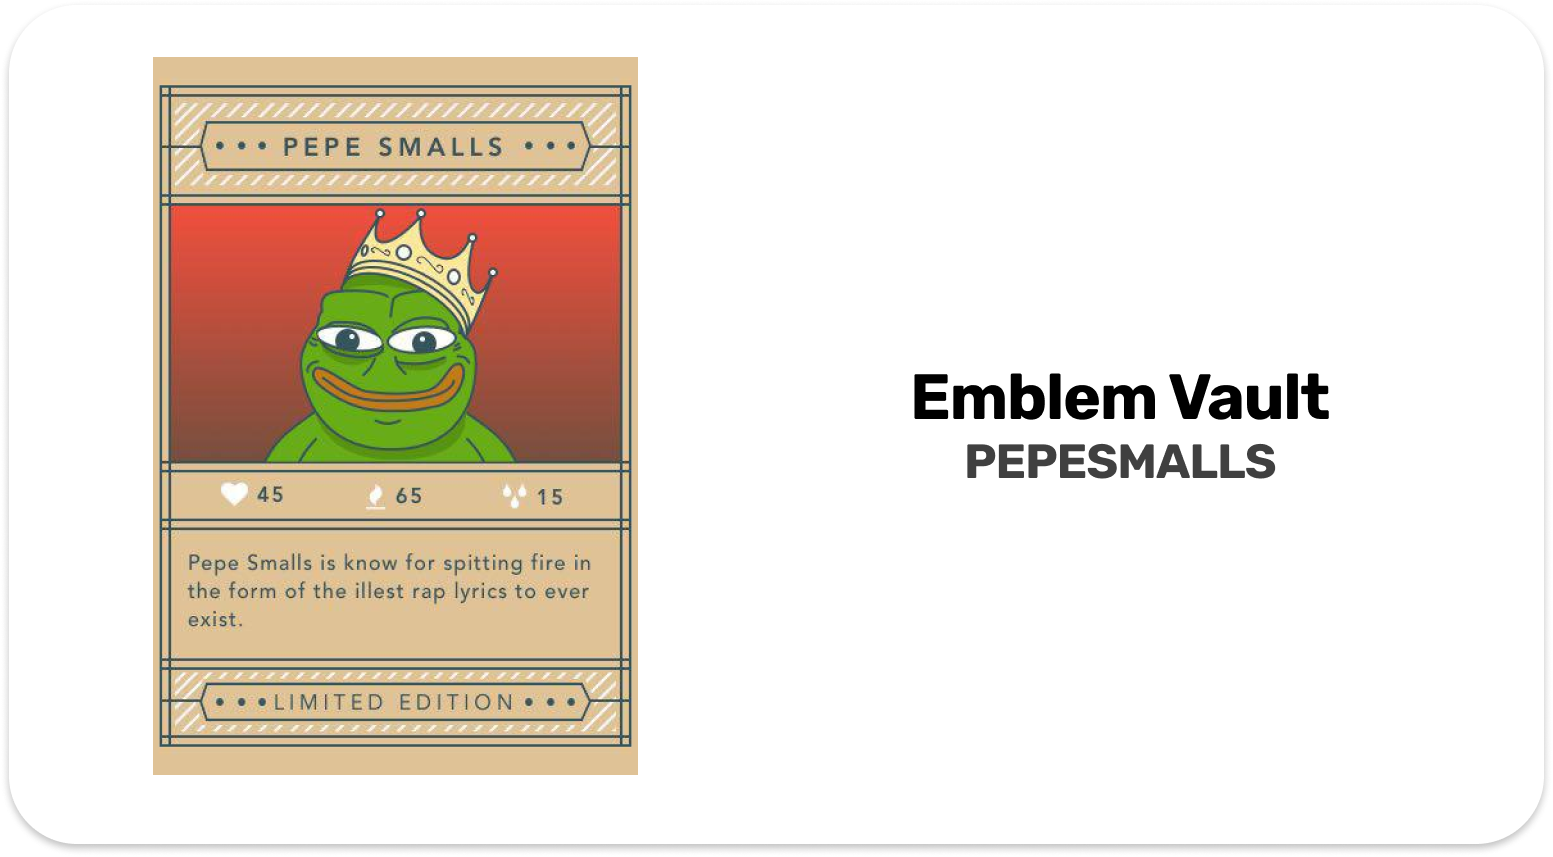 • • • PEPE SMALLS • • •
45 65 15
Pepe Smalls is know for spitting fire in
the form of the illest rap lyrics to ever
exist.
• • • LIMITED EDITION • • •
Emblem Vault
PEPESMALLS